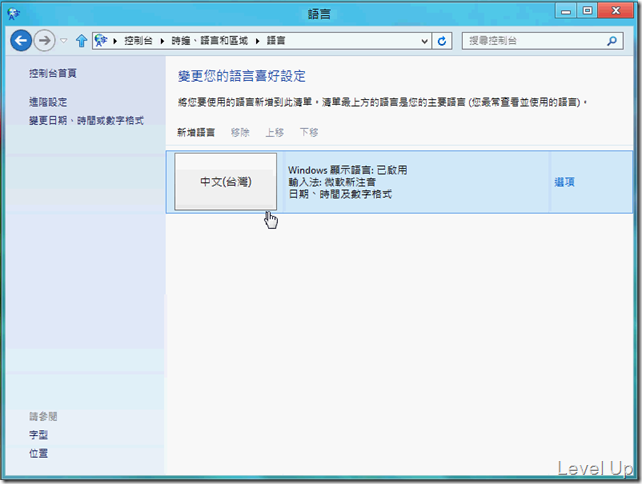 語言
控制台 ▸ 時鐘、語言和區域 ▸ 語言
搜尋控制台
控制台首頁
進階設定
變更日期、時間或數字格式
變更您的語言喜好設定
將您要使用的語言新增到此清單。清單最上方的語言是您的主要語言 (您最常查看並使用的語言)。
新增語言 移除 上移 下移
中文(台灣)
Windows 顯示語言: 已啟用
輸入法: 微軟新注音
日期、時間及數字格式
選項
請參閱
字型
位置
Level Up